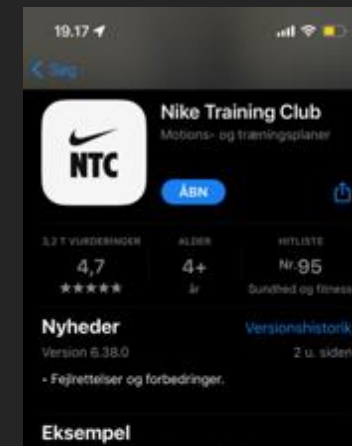 19.17
Søg
NTC
Nike Training Club
Motions- og træningsplaner
ÅBN
3,2 T VURDERINGER
4,7
ALDER
4+
år
HITLISTE
Nr.95
Sundhed og fitness
Nyheder
Versionshistorik
Version 6.38.0
2 u. siden
- Fejlrettelser og forbedringer.
Eksempel